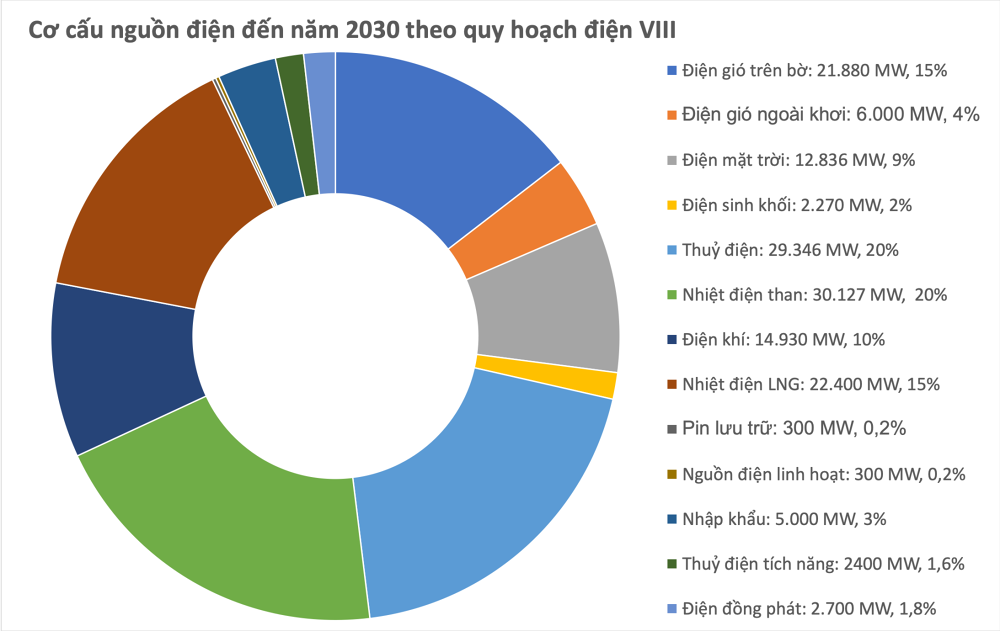 Cơ cấu nguồn điện đến năm 2030 theo quy hoạch điện VIII
Điện gió trên bờ: 21.880 MW, 15%
Điện gió ngoài khơi: 6.000 MW, 4%
Điện mặt trời: 12.836 MW, 9%
Điện sinh khối: 2.270 MW, 2%
Thuỷ điện: 29.346 MW, 20%
Nhiệt điện than: 30.127 MW,  20%
Điện khí: 14.930 MW, 10%
Nhiệt điện LNG: 22.400 MW, 15%
Pin lưu trữ: 300 MW, 0,2%
Nguồn điện linh hoạt: 300 MW, 0,2%
Nhập khẩu: 5.000 MW, 3%
Thuỷ điện tích năng: 2400 MW, 1,6%
Điện đồng phát: 2.700 MW, 1,8%